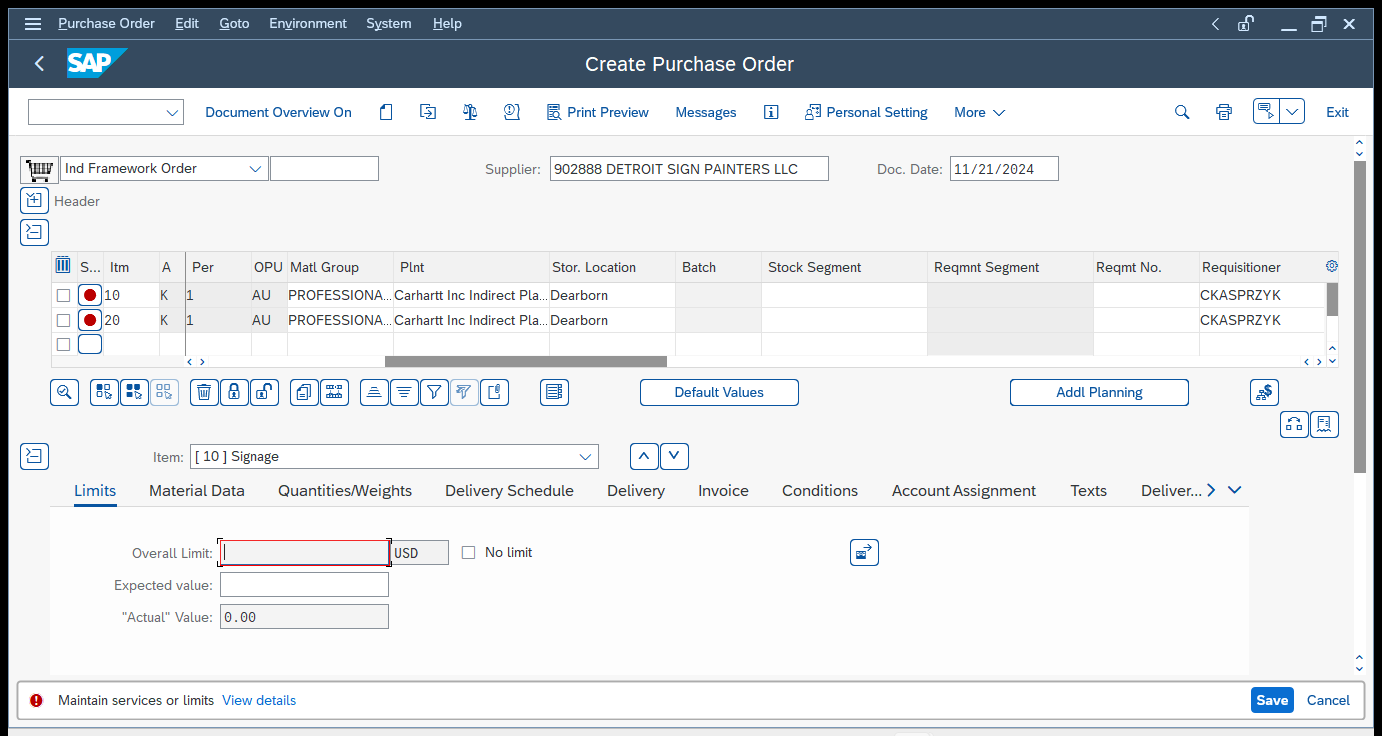 Purchase Order Edit Goto Environment System Help
SAP Create Purchase Order
Document Overview On Print Preview Messages Personal Setting More Exit
Ind Framework Order Supplier: 902888 DETROIT SIGN PAINTERS LLC Doc. Date: 11/21/2024
Header
S... Itm A Per OPU Matl Group Plnt Stor. Location Batch Stock Segment Reqmnt Segment Reqmt No. Requisitioner
10 K 1 AU PROFESSIONA... Carhartt Inc Indirect Pla... Dearborn CKASPRZYK
20 K 1 AU PROFESSIONA... Carhartt Inc Indirect Pla... Dearborn CKASPRZYK
Default Values Addl Planning
Item: [ 10 ] Signage
Limits Material Data Quantities/Weights Delivery Schedule Delivery Invoice Conditions Account Assignment Texts Deliver...
Overall Limit: USD No limit
Expected value:
"Actual" Value: 0.00
Maintain services or limits View details Save Cancel